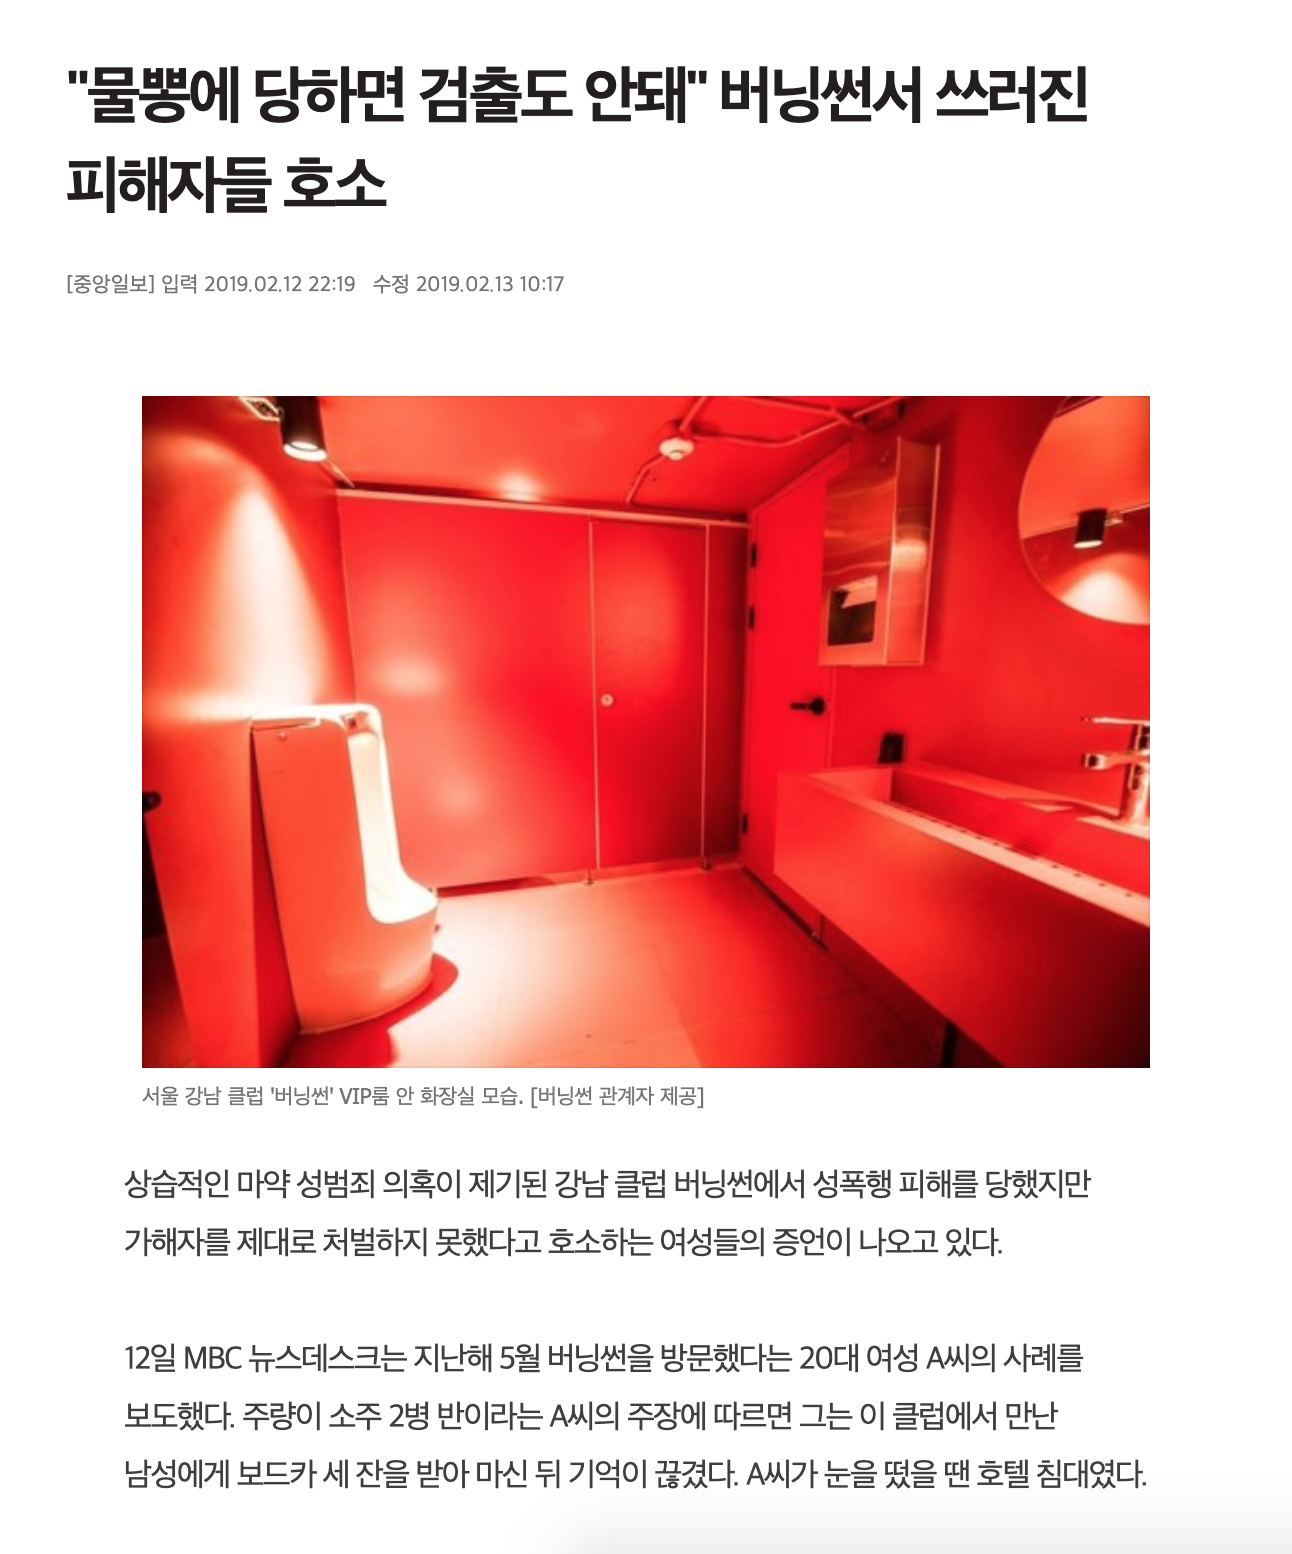 "물뽕에 당하면 검출도 안돼" 버닝썬서 쓰러진
피해자들 호소
[중앙일보] 입력 2019.02.12 22:19 수정 2019.02.13 10:17
서울 강남 클럽 '버닝썬' VIP룸 안 화장실 모습. [버닝썬 관계자 제공]
상습적인 마약 성범죄 의혹이 제기된 강남 클럽 버닝썬에서 성폭행 피해를 당했지만
가해자를 제대로 처벌하지 못했다고 호소하는 여성들의 증언이 나오고 있다.
12일 MBC 뉴스데스크는 지난해 5월 버닝썬을 방문했다는 20대 여성 A씨의 사례를
보도했다. 주량이 소주 2병 반이라는 A씨의 주장에 따르면 그는 이 클럽에서 만난
남성에게 보드카 세 잔을 받아 마신 뒤 기억이 끊겼다. A씨가 눈을 떴을 땐 호텔 침대였다.